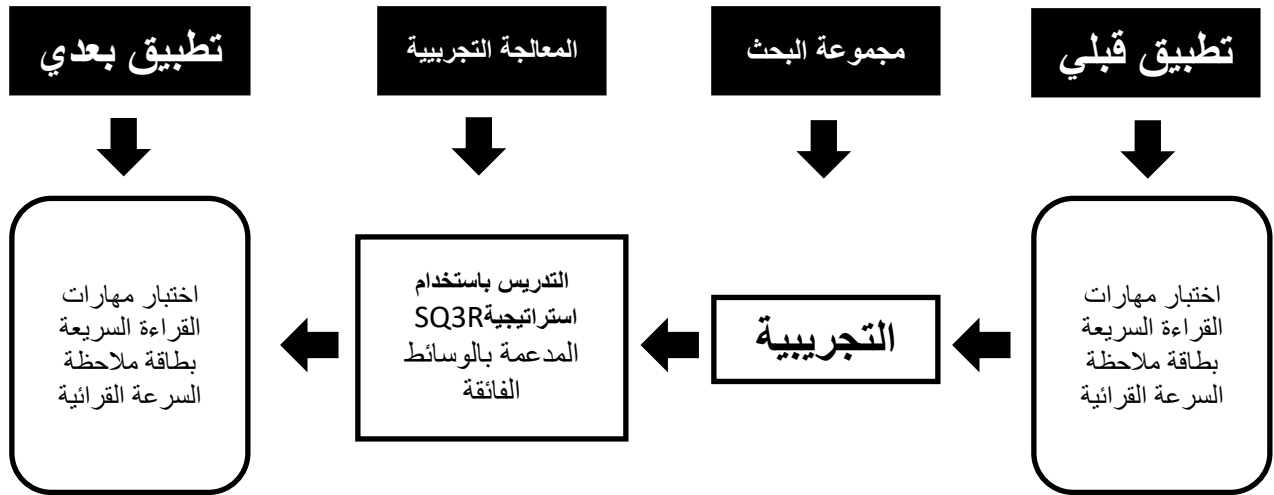 تطبيق قبلي
مجموعة البحث
المعالجة التجريبية
تطبيق بعدي
اختبار مهارات
القراءة السريعة
بطاقة ملاحظة
السرعة القرائية
التجريبية
التدريس باستخدام
استراتيجيةSQ3R
المدعمة بالوسائط
الفائقة
اختبار مهارات
القراءة السريعة
بطاقة ملاحظة
السرعة القرائية